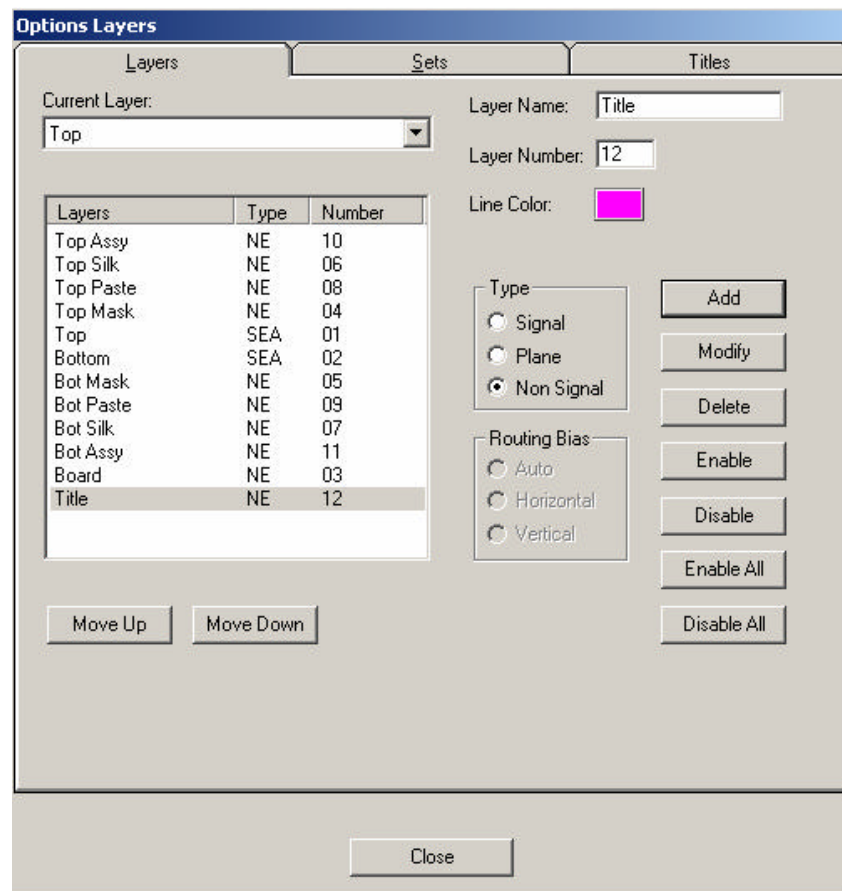 Options Layers
Layers Sets Titles
Current Layer:
Top
Layer Name: Title
Layer Number: 12
Line Color:
Layers Type Number
Top Assy NE 10
Top Silk NE 06
Top Paste NE 08
Top Mask NE 04
Top SEA 01
Bottom SEA 02
Bot Mask NE 05
Bot Paste NE 09
Bot Silk NE 07
Bot Assy NE 11
Board NE 03
Title NE 12
Move Up Move Down
Type
Signal
Plane
Non Signal
Routing Bias
Auto
Horizontal
Vertical
Add
Modify
Delete
Enable
Disable
Enable All
Disable All
Close